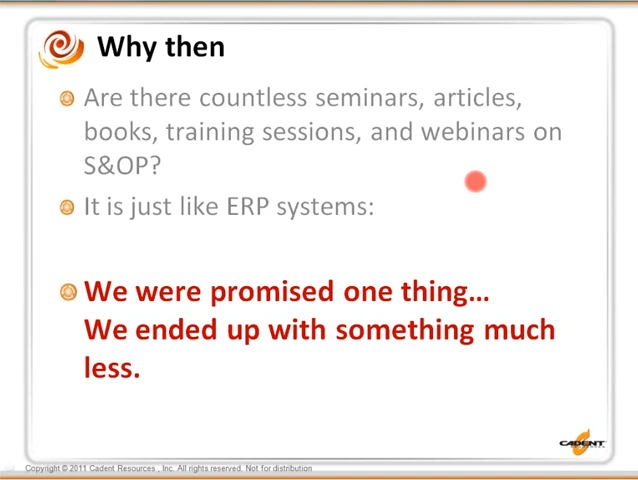 Why then
Are there countless seminars, articles,
books, training sessions, and webinars on
S&OP?
It is just like ERP systems:
We were promised one thing...
We ended up with something much
less.
CADENT
Copyright © 2011 Cadent Resources , Inc. All rights reserved. Not for distribution